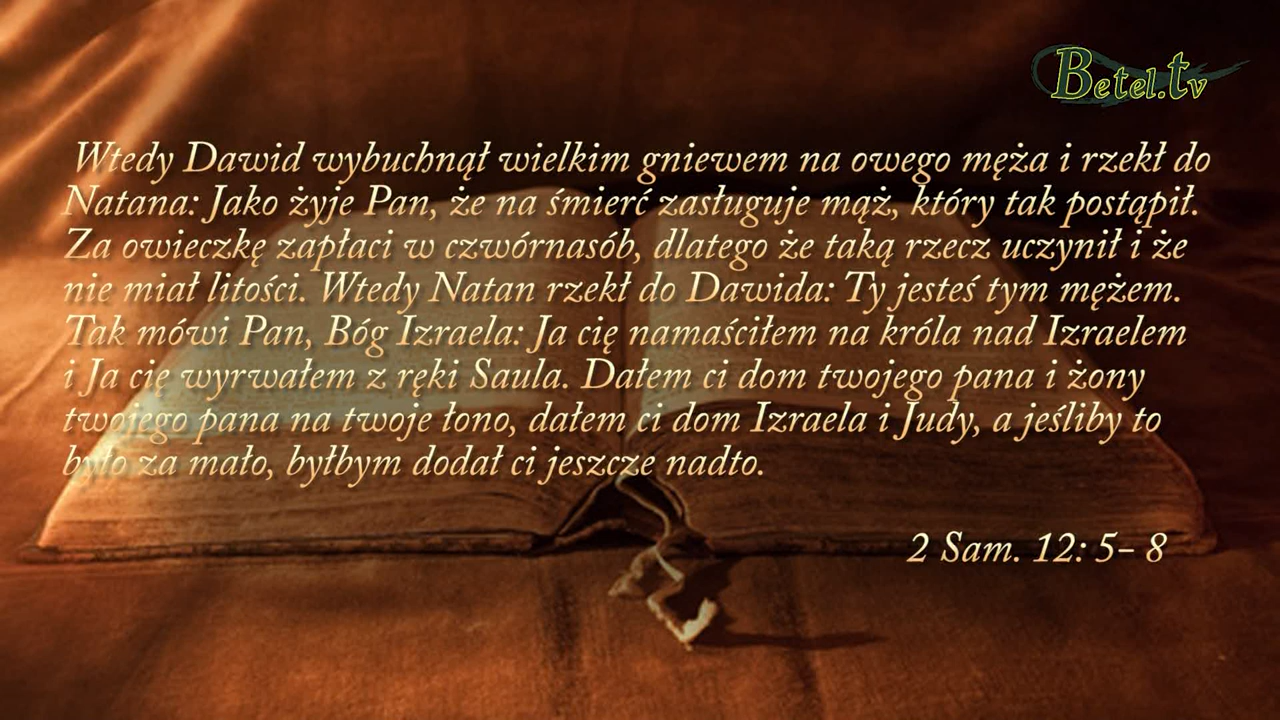 Betel.tv
Wtedy Dawid wybuchnął wielkim gniewem na owego męża i rzekł do
Natana: Jako żyje Pan, że na śmierć zasługuje mąż, który tak postąpił.
Za owieczkę zapłaci w czwórnasób, dlatego że taką rzecz uczynił i że
nie miał litości. Wtedy Natan rzekł do Dawida: Ty jesteś tym mężem.
Tak mówi Pan, Bóg Izraela: Ja cię namaściłem na króla nad Izraelem
i Ja cię wyrwałem z ręki Saula. Dałem ci dom twojego pana i żony
twojego pana na twoje łono, dałem ci dom Izraela i Judy, a jeśliby to
było za mało, byłbym dodał ci jeszcze nadto.
2 Sam. 12: 5– 8